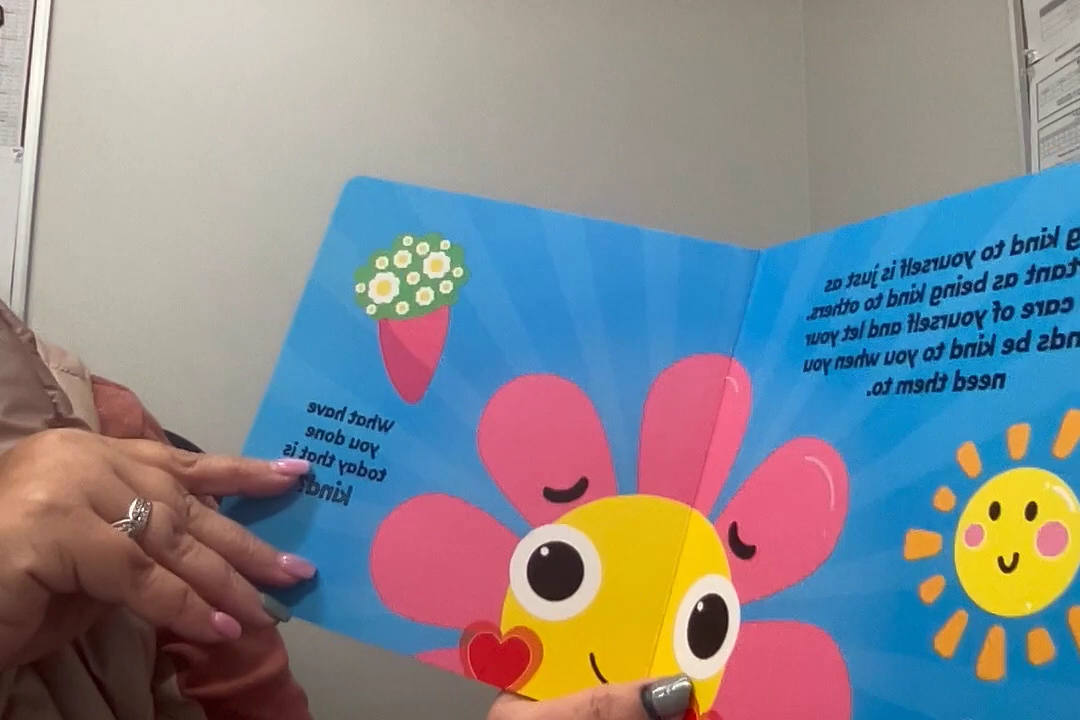 What have
you done
today that is
kind?
g kind to yourself is just as
tant as being kind to others.
care of yourself and let your
nds be kind to you when you
need them to.